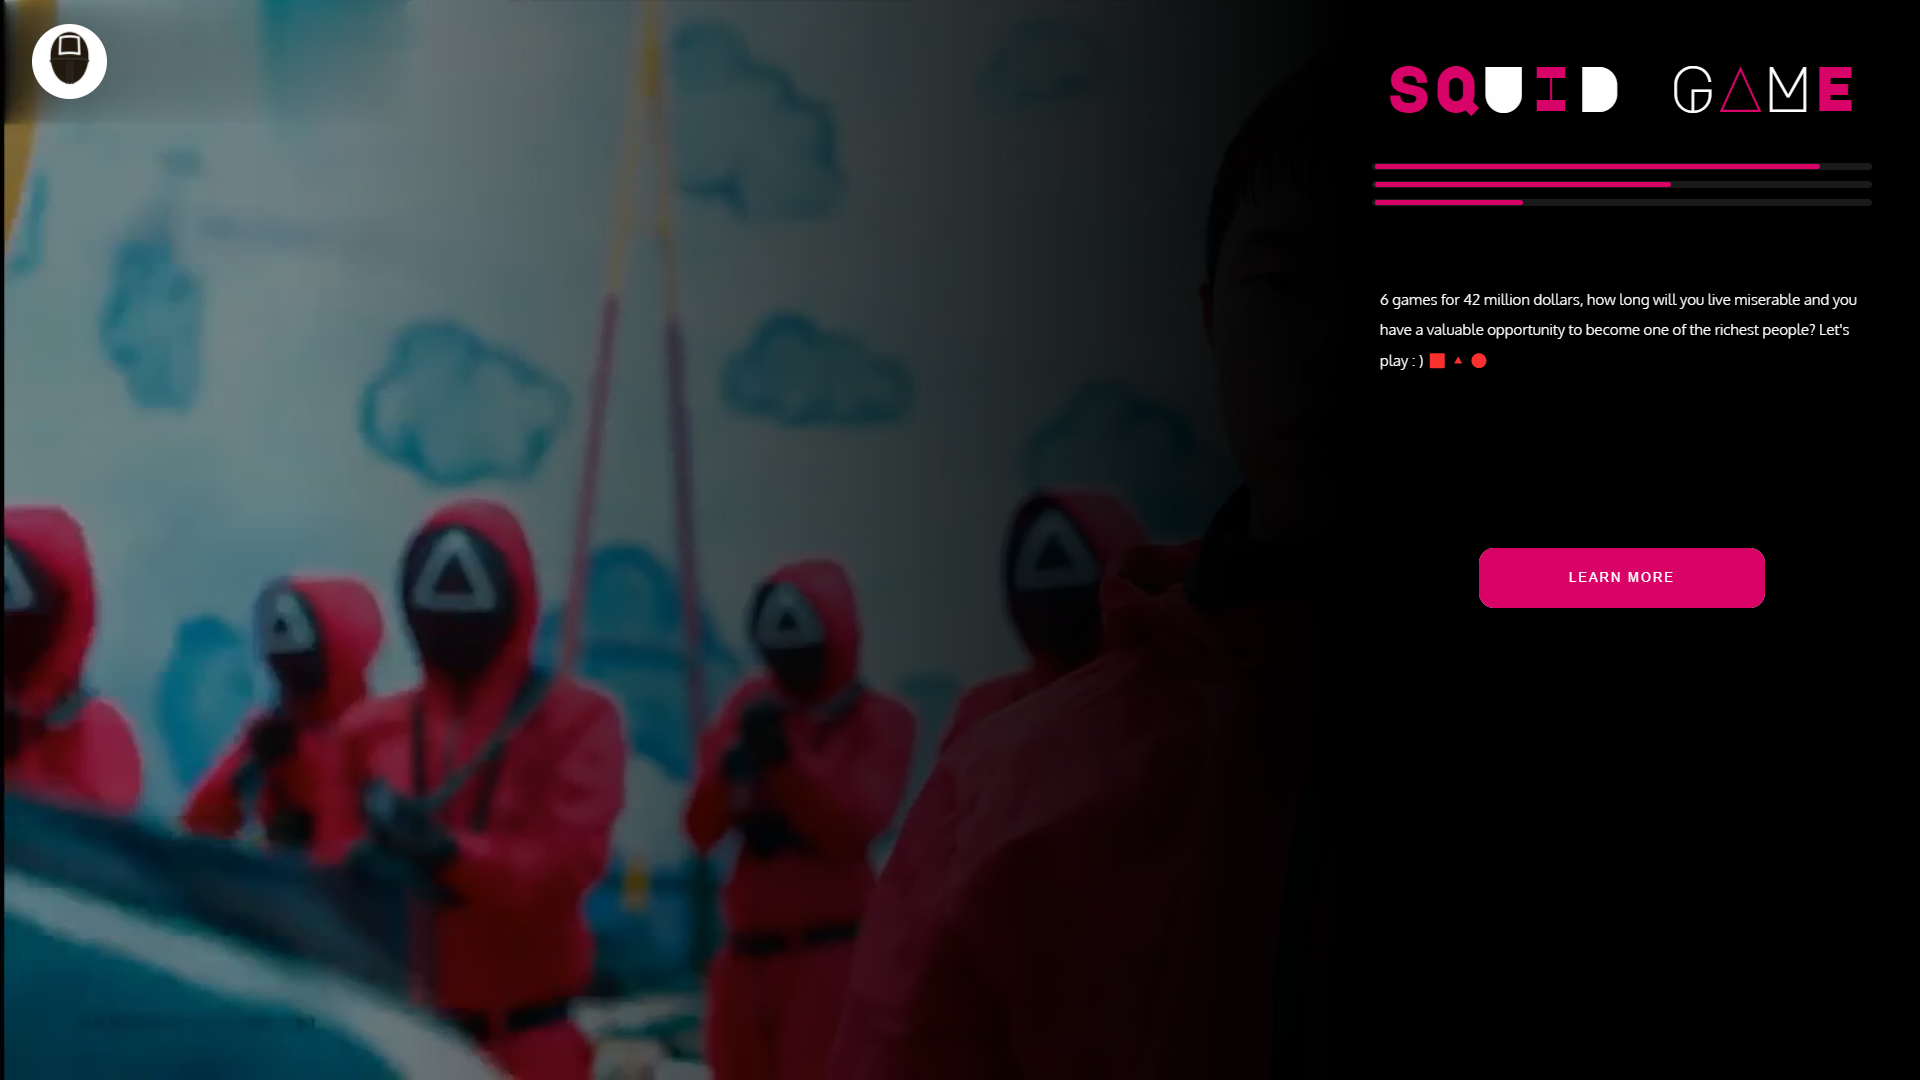 SQUID GAME
6 games for 42 million dollars, how long will you live miserable and you
have a valuable opportunity to become one of the richest people? Let's
play : ) 🟥 🔺 🔴
LEARN MORE